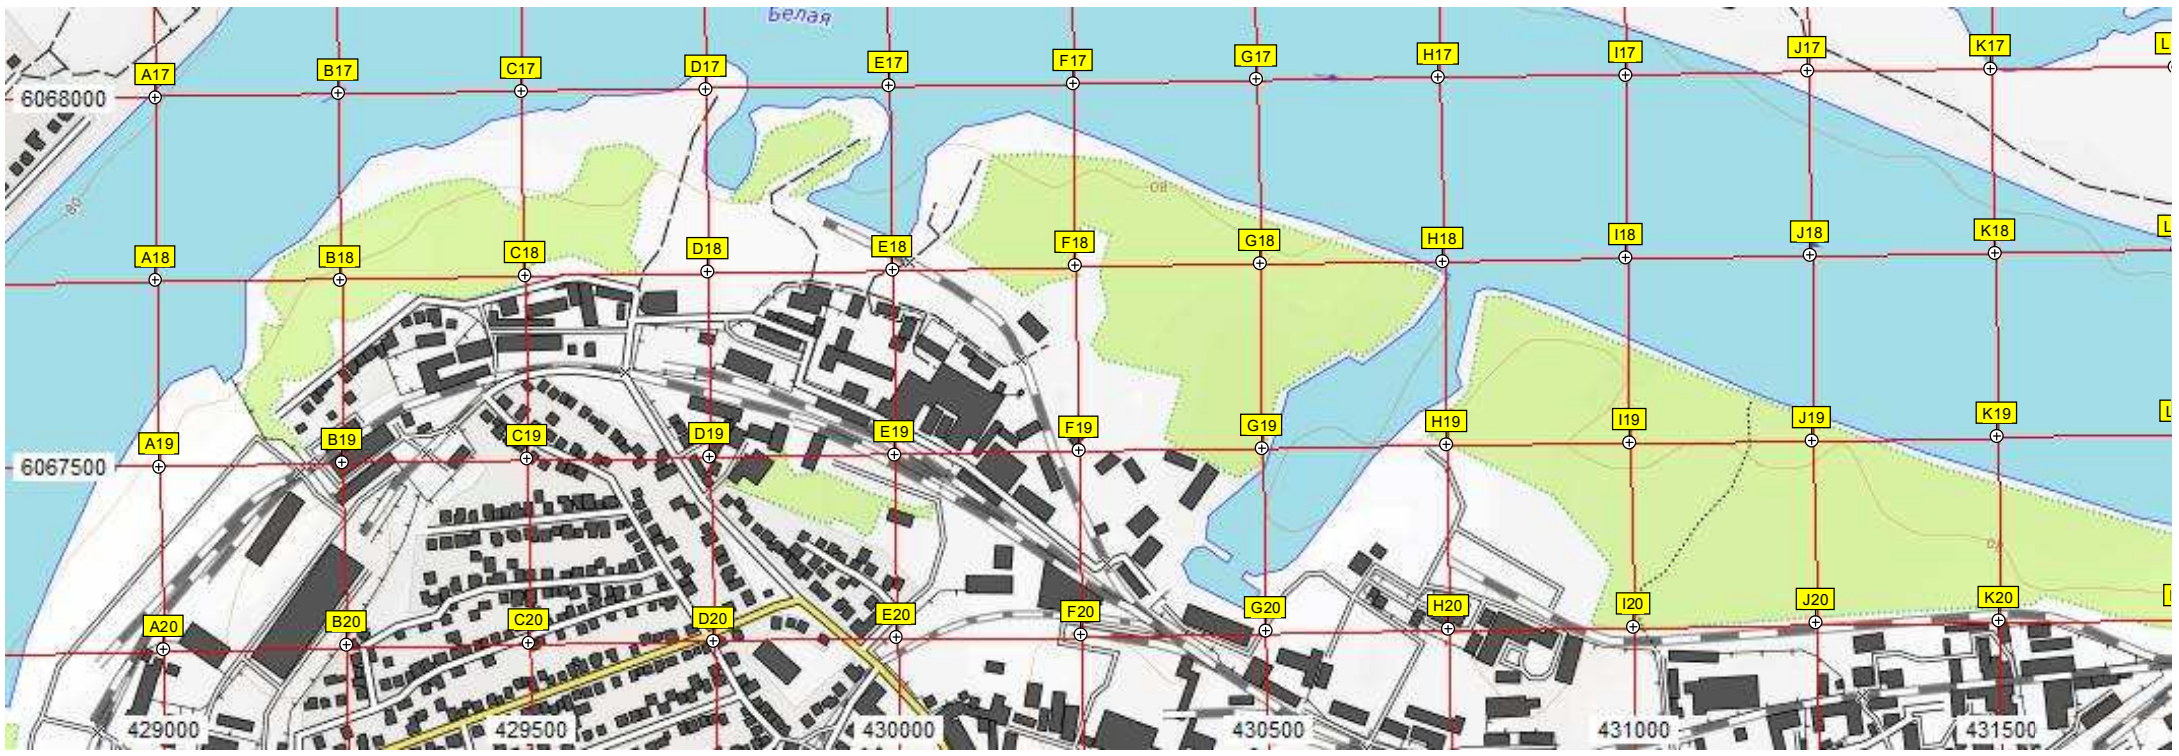 Белая
A17 B17 C17 D17 E17 F17 G17 H17 I17 J17 K17 L
6068000
80
80
A18 B18 C18 D18 E18 F18 G18 H18 I18 J18 K18 L
A19 B19 C19 D19 E19 F19 G19 H19 I19 J19 K19 L
6067500
A20 B20 C20 D20 E20 F20 G20 H20 I20 J20 K20
429000 429500 430000 430500 431000 431500